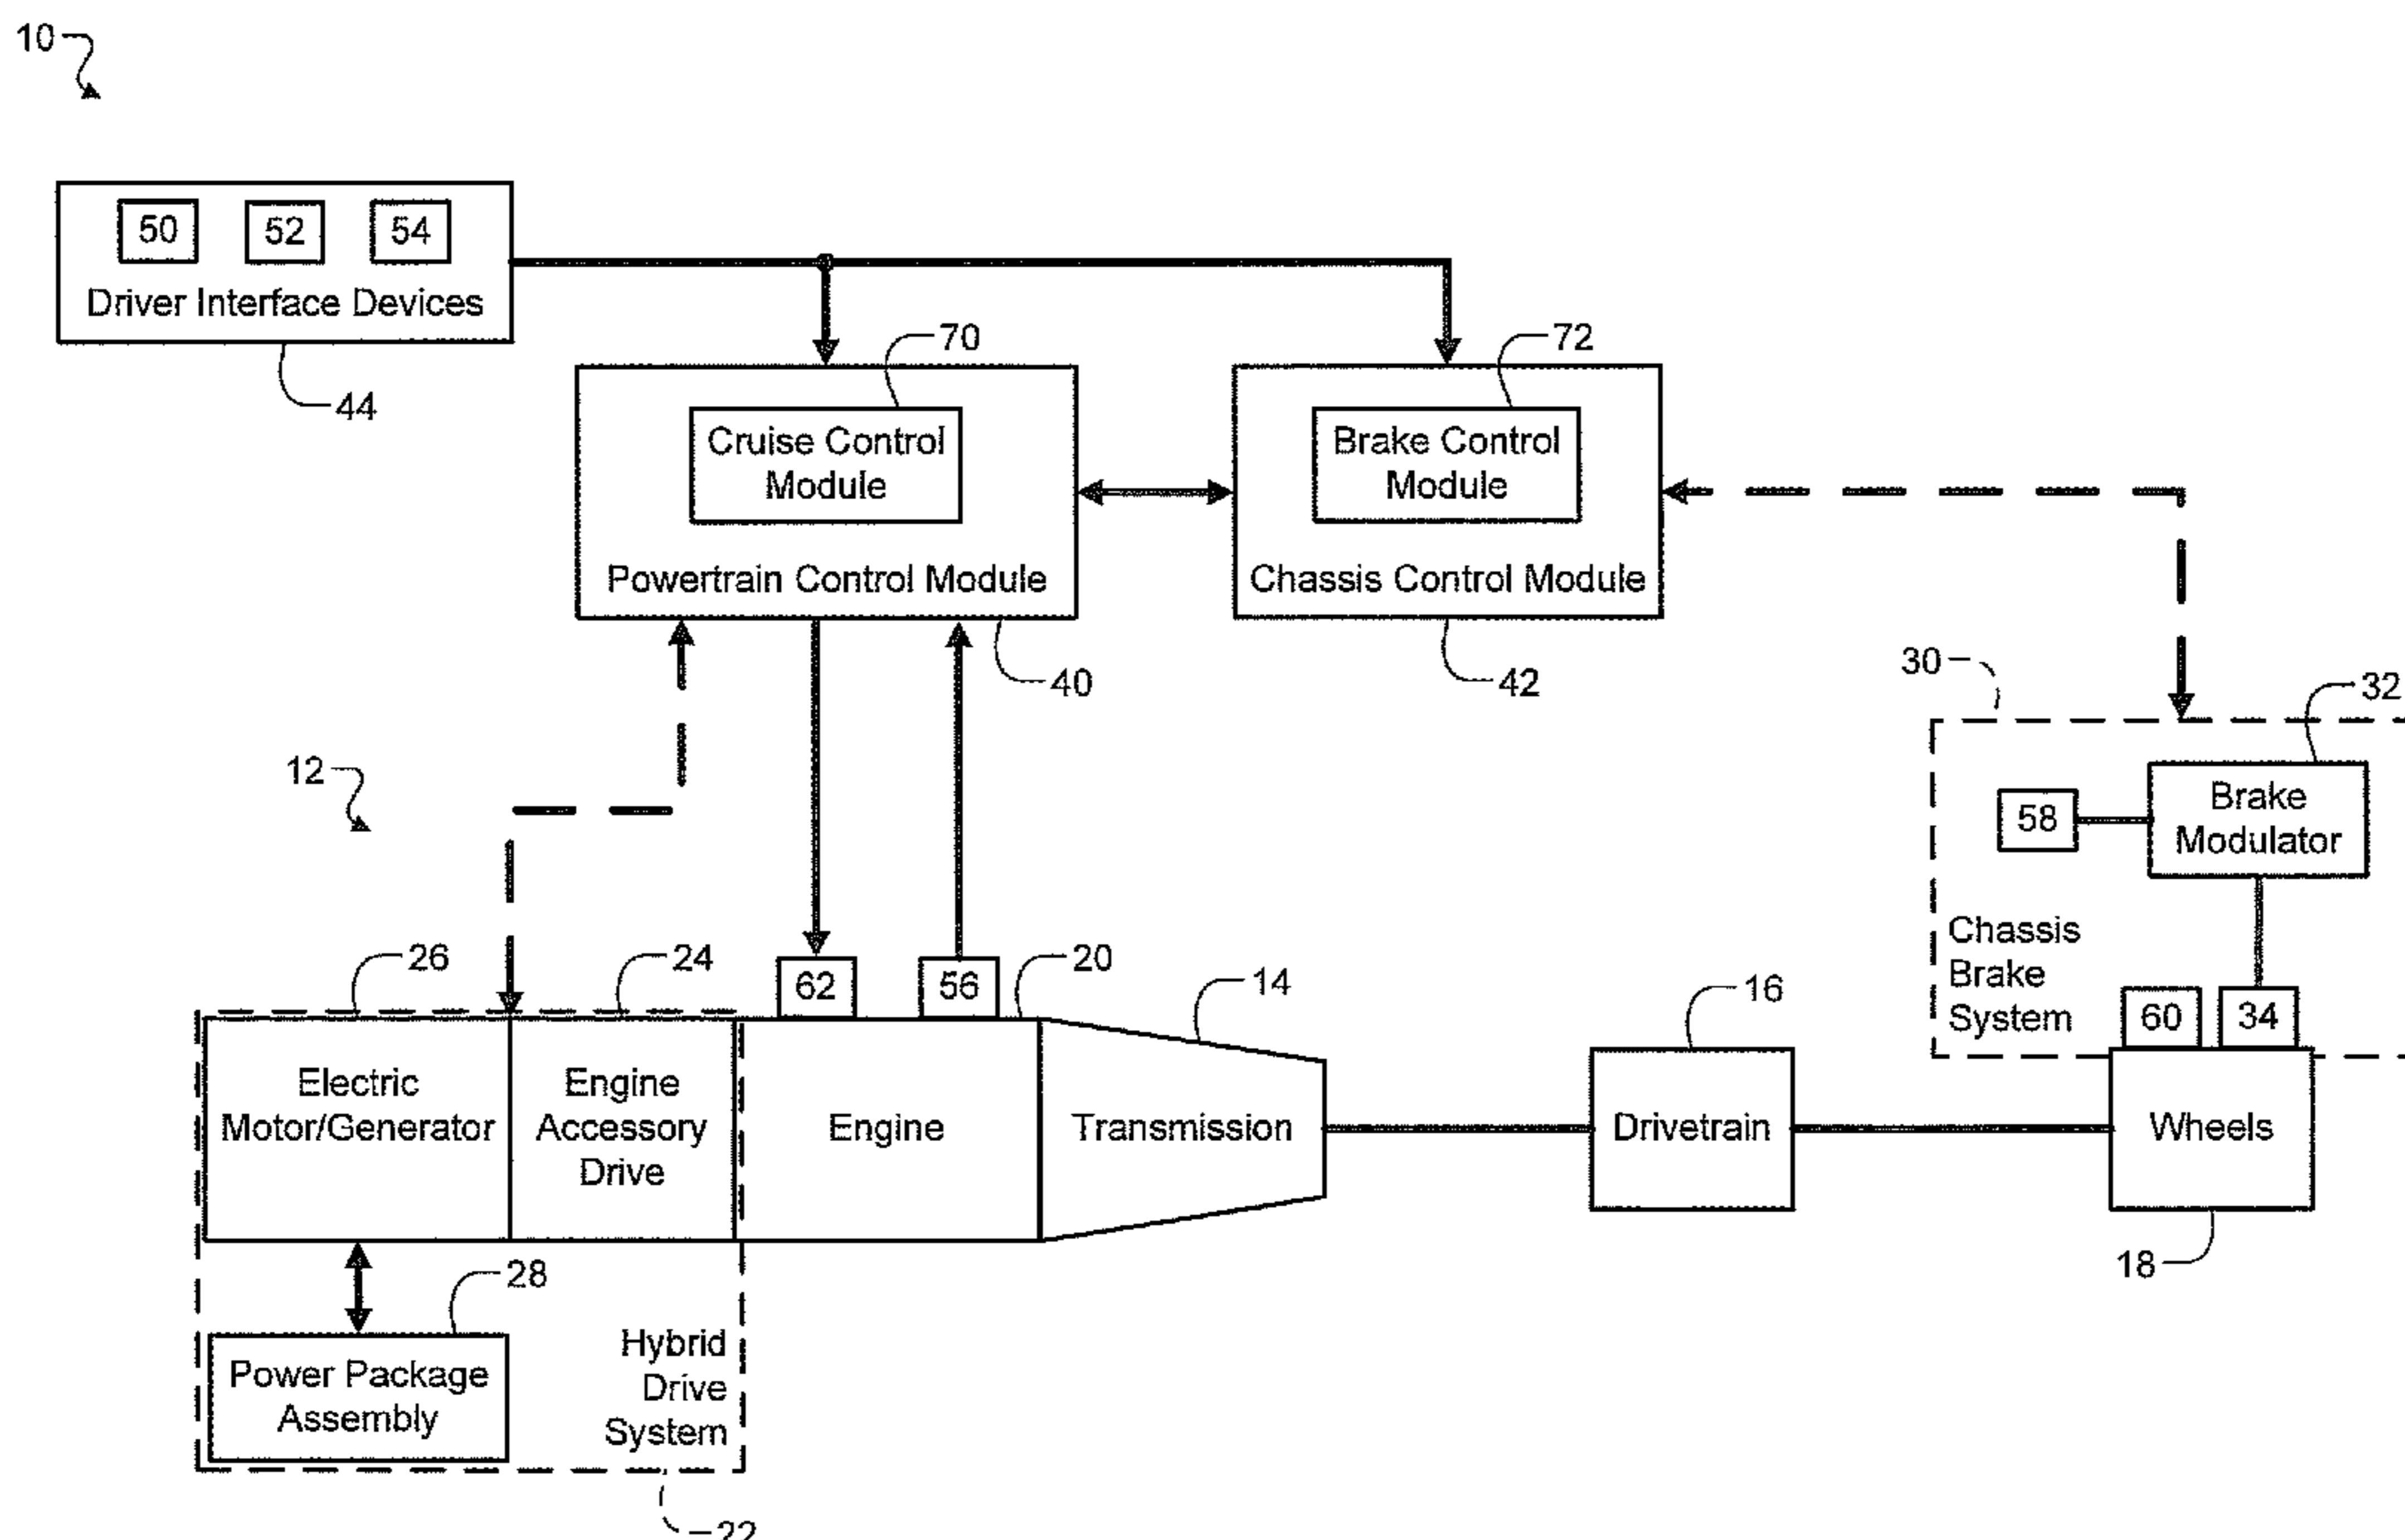 10
50 52 54
Driver Interface Devices
44
70
72
Cruise Control
Module
Brake Control
Module
Powertrain Control Module
Chassis Control Module
40
42
30
32
12
58
Brake
Modulator
Chassis
Brake
System
26
24
62
56
20
14
16
60
34
Electric
Motor/Generator
Engine
Accessory
Drive
Engine
Transmission
Drivetrain
Wheels
18
28
Power Package
Assembly
Hybrid
Drive
System
22